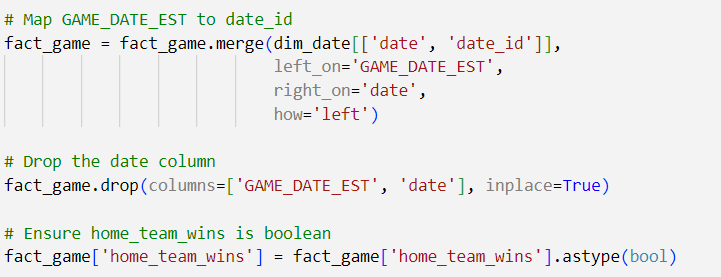 # Map GAME_DATE_EST to date_id
fact_game = fact_game.merge(dim_date[['date', 'date_id']],
                            left_on='GAME_DATE_EST',
                            right_on='date',
                            how='left')

# Drop the date column
fact_game.drop(columns=['GAME_DATE_EST', 'date'], inplace=True)

# Ensure home_team_wins is boolean
fact_game['home_team_wins'] = fact_game['home_team_wins'].astype(bool)